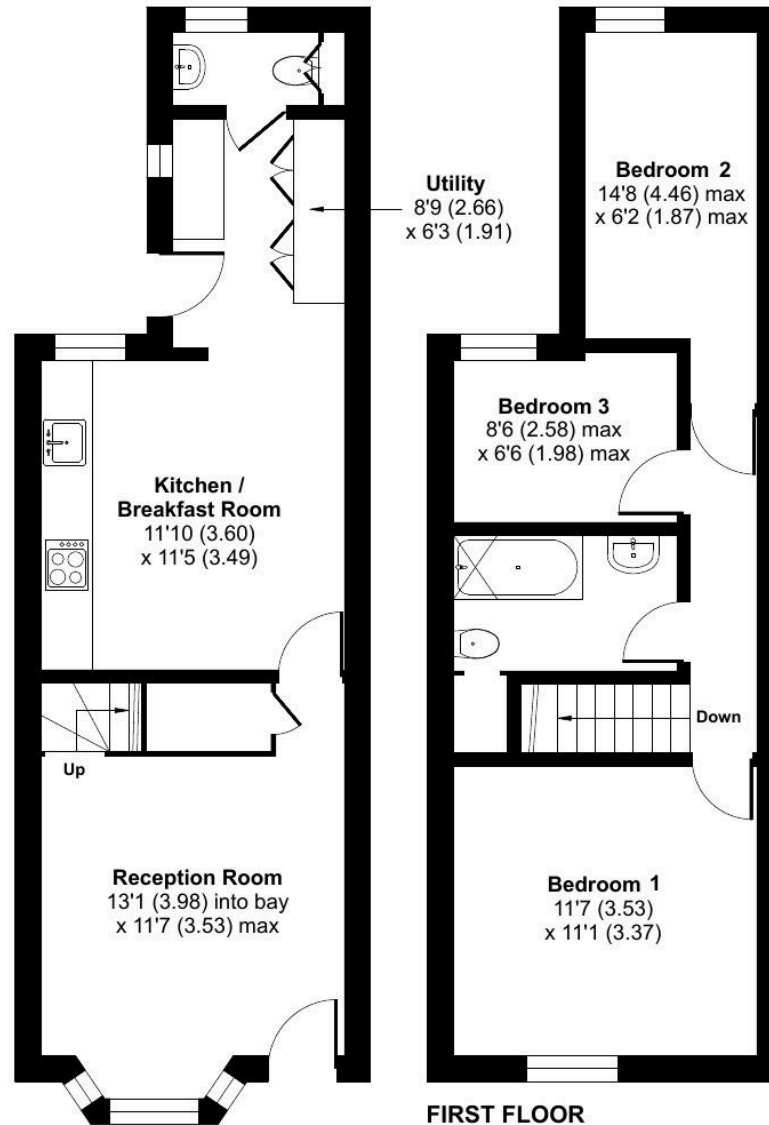 Utility
8'9 (2.66)
x 6'3 (1.91)
Kitchen /
Breakfast Room
11'10 (3.60)
x 11'5 (3.49)
Up
Reception Room
13'1 (3.98) into bay
x 11'7 (3.53) max
Bedroom 2
14'8 (4.46) max
x 6'2 (1.87) max
Bedroom 3
8'6 (2.58) max
x 6'6 (1.98) max
Down
Bedroom 1
11'7 (3.53)
x 11'1 (3.37)
FIRST FLOOR